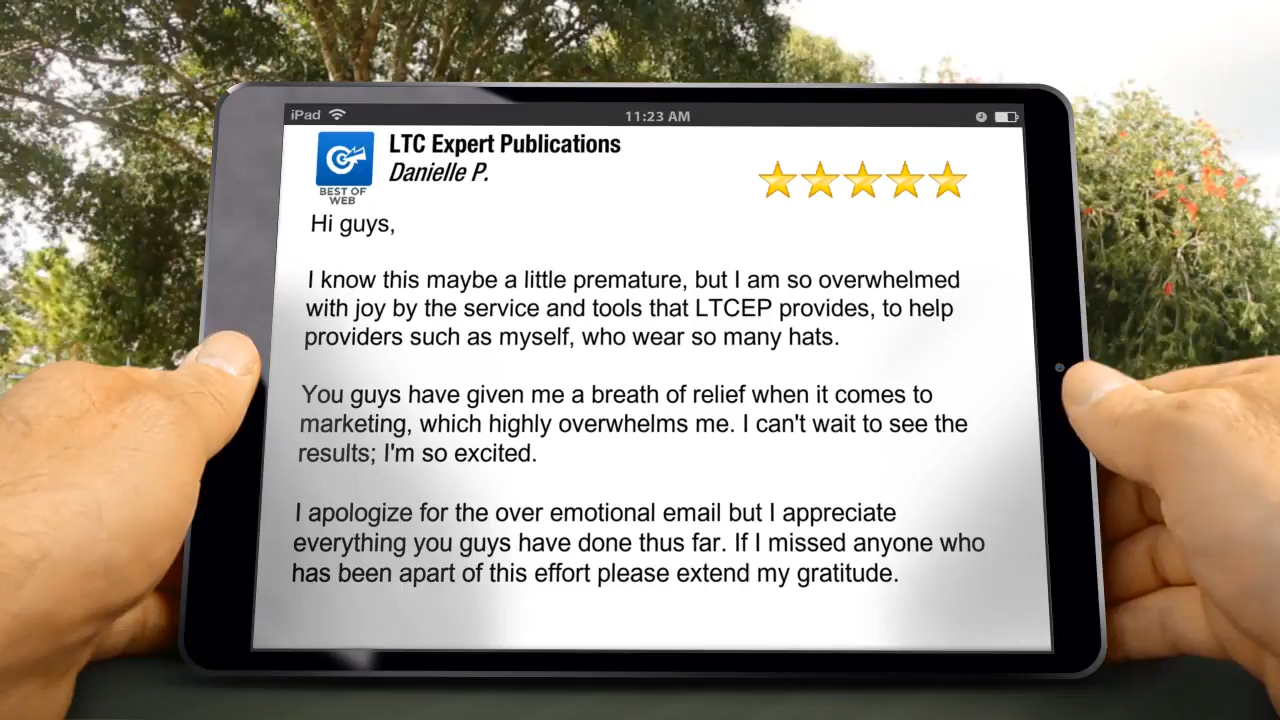 iPad 11:23 AM
LTC Expert Publications
Danielle P.
BEST OF
WEB
Hi guys,
I know this maybe a little premature, but I am so overwhelmed
with joy by the service and tools that LTCEP provides, to help
providers such as myself, who wear so many hats.
You guys have given me a breath of relief when it comes to
marketing, which highly overwhelms me. I can't wait to see the
results; I'm so excited.
I apologize for the over emotional email but I appreciate
everything you guys have done thus far. If I missed anyone who
has been apart of this effort please extend my gratitude.